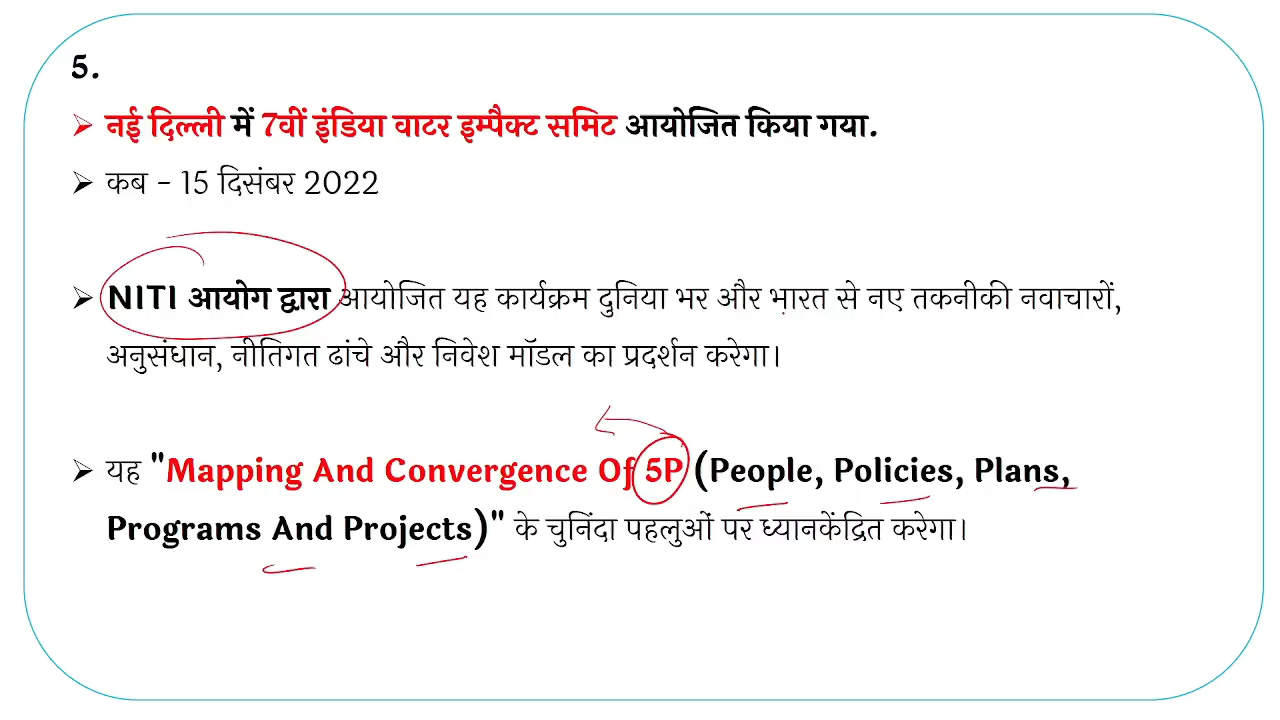 5.
➢ नई दिल्ली में 7वीं इंडिया वाटर इम्पैक्ट समिट आयोजित किया गया.
➢ कब - 15 दिसंबर 2022
➢ NITI आयोग द्वारा आयोजित यह कार्यक्रम दुनिया भर और भारत से नए तकनीकी नवाचारों,
अनुसंधान, नीतिगत ढांचे और निवेश मॉडल का प्रदर्शन करेगा।
➢ यह "Mapping And Convergence Of 5P (People, Policies, Plans,
Programs And Projects)" के चुनिंदा पहलुओं पर ध्यानकेंद्रित करेगा।